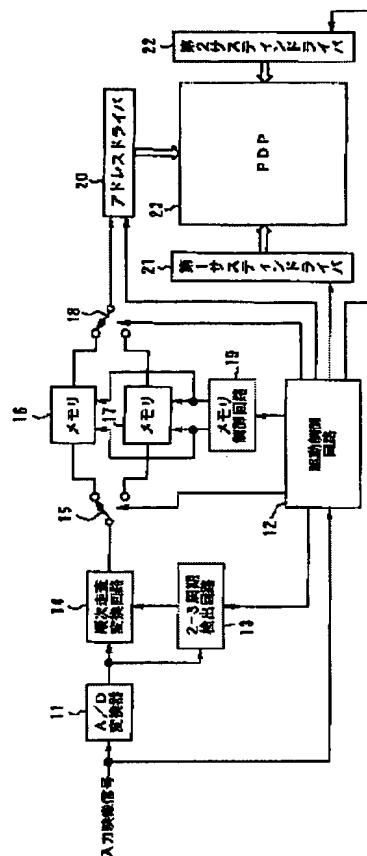 入力映像信号
11
A/D
変換器
14
順次走査
変換回路
2-3周期
検出回路
13
15
16
メモリ
17
メモリ
18
19
メモリ
制御回路
12
駆動制御
回路
20
アドレスドライバ
21
第1サスティンドライバ
23
PDP
22
第2サスティンドライバ